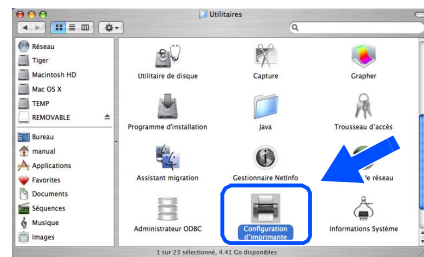 Utilitaires
Réseau
Tiger
Macintosh HD
Mac OS X
TEMP
REMOVABLE
Bureau
manual
Applications
Favorites
Documents
Séquences
Musique
Images
Utilitaire de disque
Capture
Grapher
Programme d'installation
Java
Trousseau d'accès
Assistant migration
Gestionnaire NetInfo
réseau
Administrateur ODBC
Configuration
d'imprimante
Informations Système
1 sur 23 sélectionné, 4.41 Go disponibles